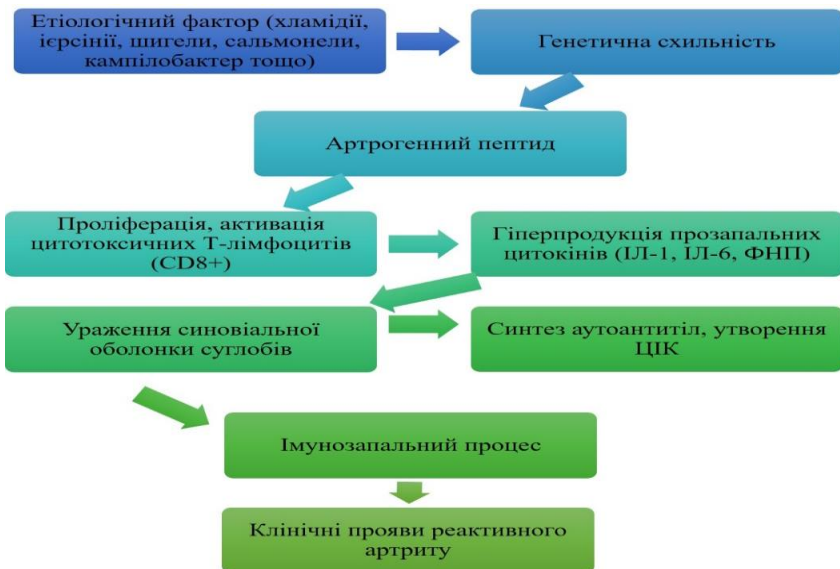 Етіологічний фактор (хламідії,
ієрсінії, шигели, сальмонели,
кампілобактер тощо)
Генетична схильність
Артрогенний пептид
Проліферація, активація
цитотоксичних Т-лімфоцитів
(CD8+)
Гіперпродукція прозапальних
цитокінів (ІЛ-1, ІЛ-6, ФНП)
Ураження синовіальної
оболонки суглобів
Синтез аутоантитіл, утворення
ЦІК
Імунозапальний процес
Клінічні прояви реактивного
артриту